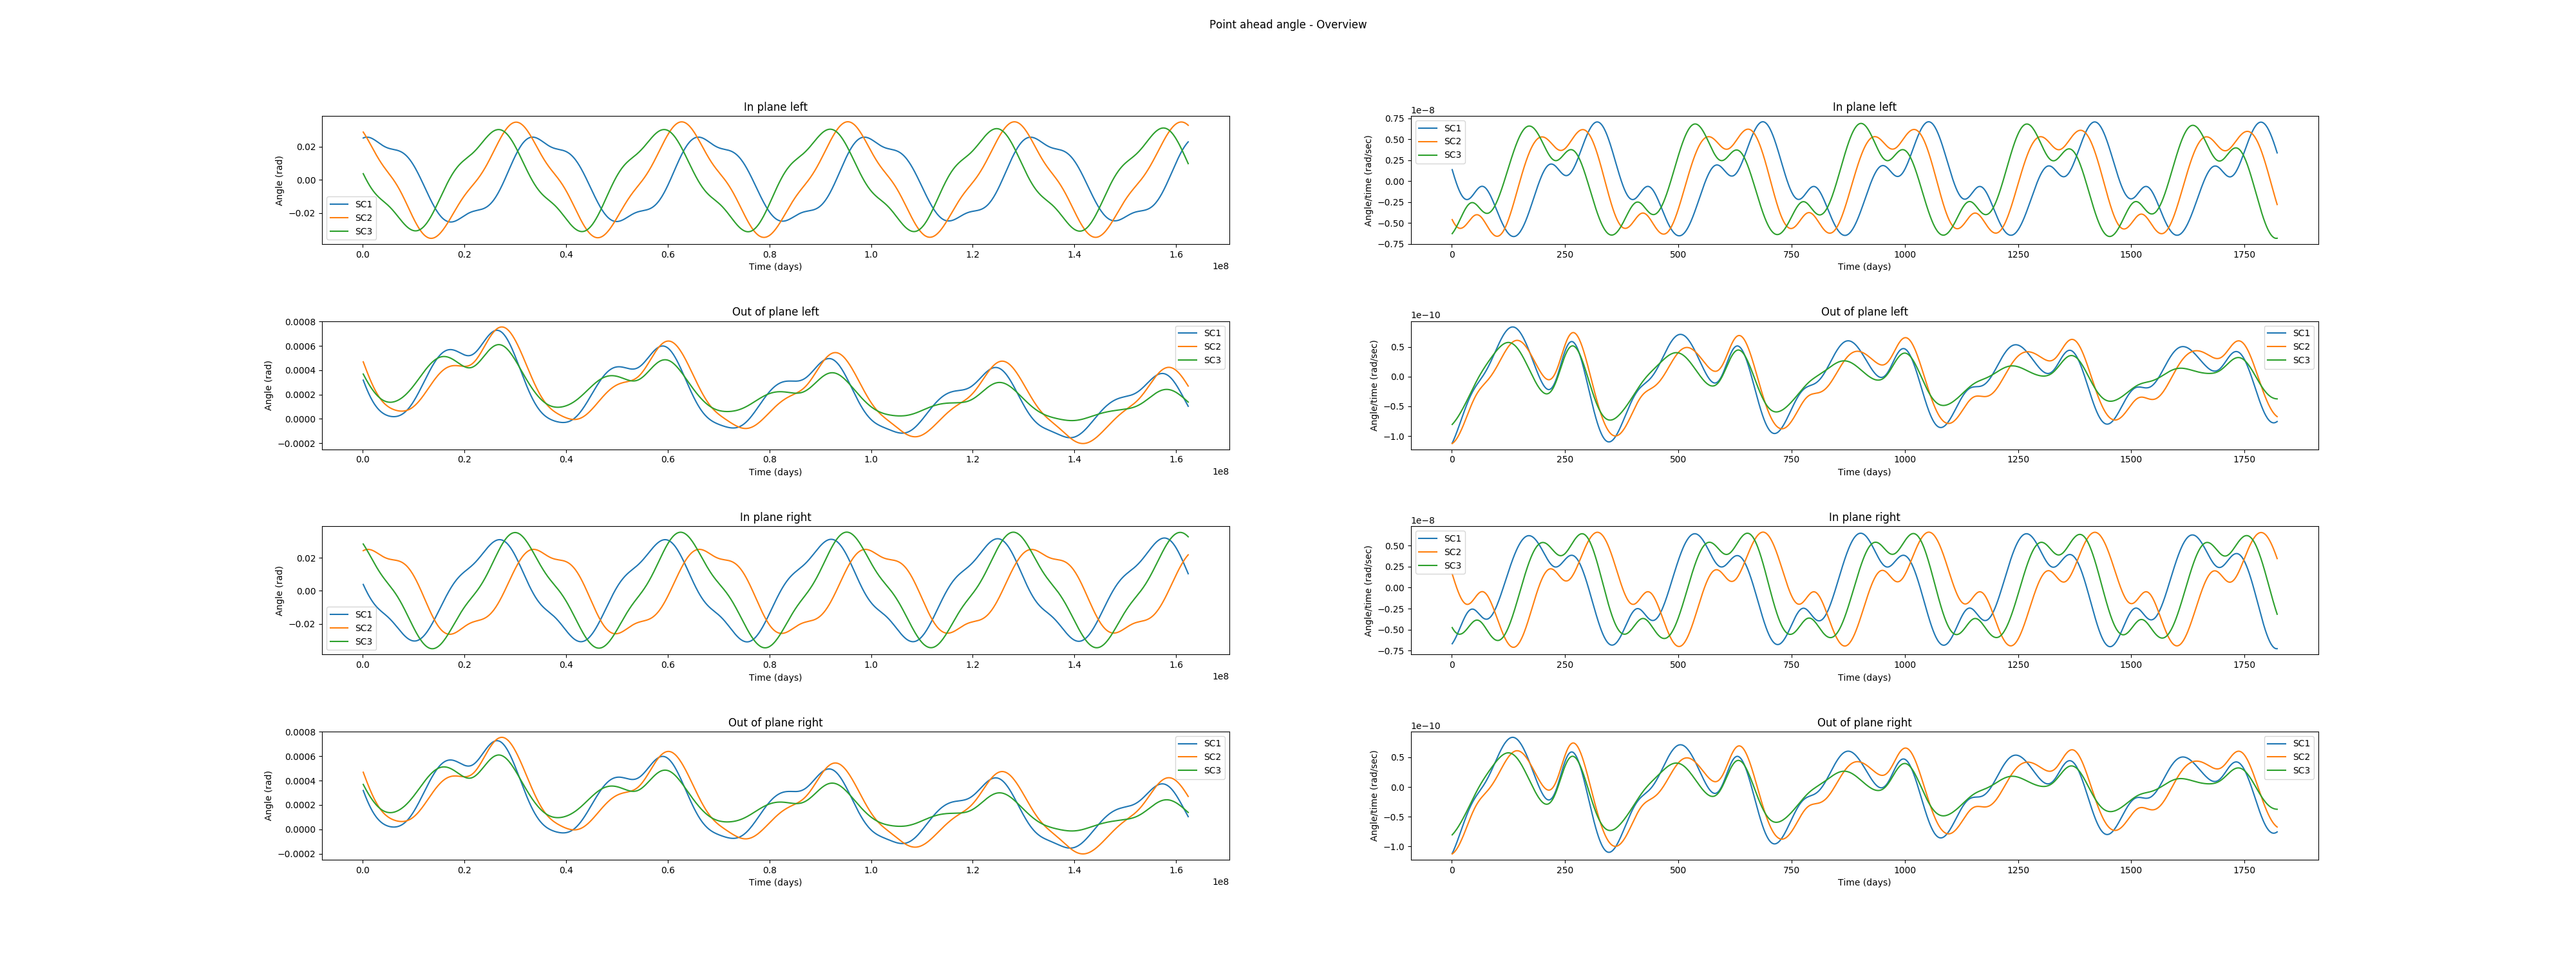 Point ahead angle - Overview
In plane left
Angle (rad)
0.02
0.00
−0.02
SC1
SC2
SC3
0.0 0.2 0.4 0.6 0.8 1.0 1.2 1.4 1.6
Time (days)
1e8
In plane left
1e−8
Angle/time (rad/sec)
0.75
0.50
0.25
0.00
−0.25
−0.50
−0.75
SC1
SC2
SC3
0 250 500 750 1000 1250 1500 1750
Time (days)
Out of plane left
Angle (rad)
0.0008
0.0006
0.0004
0.0002
0.0000
−0.0002
SC1
SC2
SC3
0.0 0.2 0.4 0.6 0.8 1.0 1.2 1.4 1.6
Time (days)
1e8
Out of plane left
1e−10
Angle/time (rad/sec)
0.5
0.0
−0.5
−1.0
SC1
SC2
SC3
0 250 500 750 1000 1250 1500 1750
Time (days)
In plane right
Angle (rad)
0.02
0.00
−0.02
SC1
SC2
SC3
0.0 0.2 0.4 0.6 0.8 1.0 1.2 1.4 1.6
Time (days)
1e8
In plane right
1e−8
Angle/time (rad/sec)
0.50
0.25
0.00
−0.25
−0.50
−0.75
SC1
SC2
SC3
0 250 500 750 1000 1250 1500 1750
Time (days)
Out of plane right
Angle (rad)
0.0008
0.0006
0.0004
0.0002
0.0000
−0.0002
SC1
SC2
SC3
0.0 0.2 0.4 0.6 0.8 1.0 1.2 1.4 1.6
Time (days)
1e8
Out of plane right
1e−10
Angle/time (rad/sec)
0.5
0.0
−0.5
−1.0
SC1
SC2
SC3
0 250 500 750 1000 1250 1500 1750
Time (days)